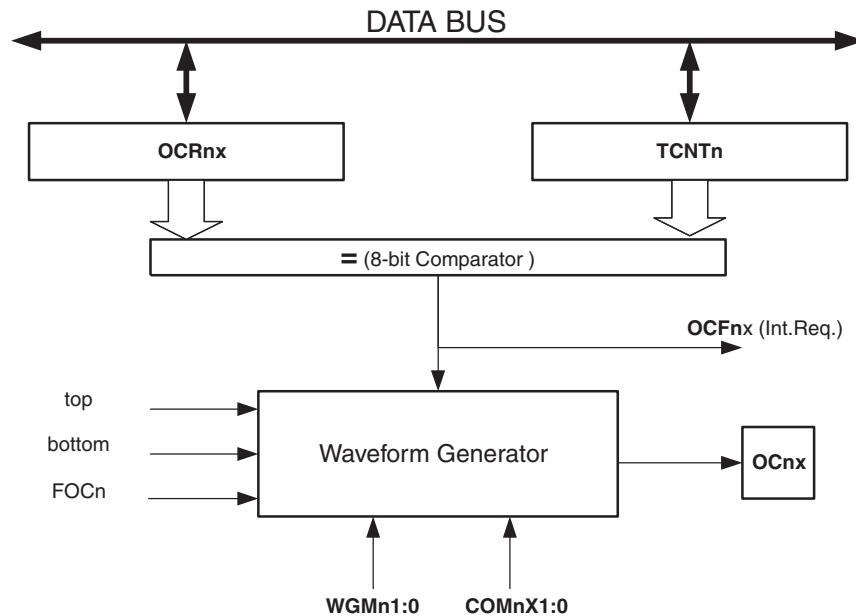 DATA BUS
OCRnx
TCNTn
= (8-bit Comparator )
OCFnx (Int.Req.)
top
bottom
FOCn
Waveform Generator
OCnx
WGMn1:0
COMnX1:0